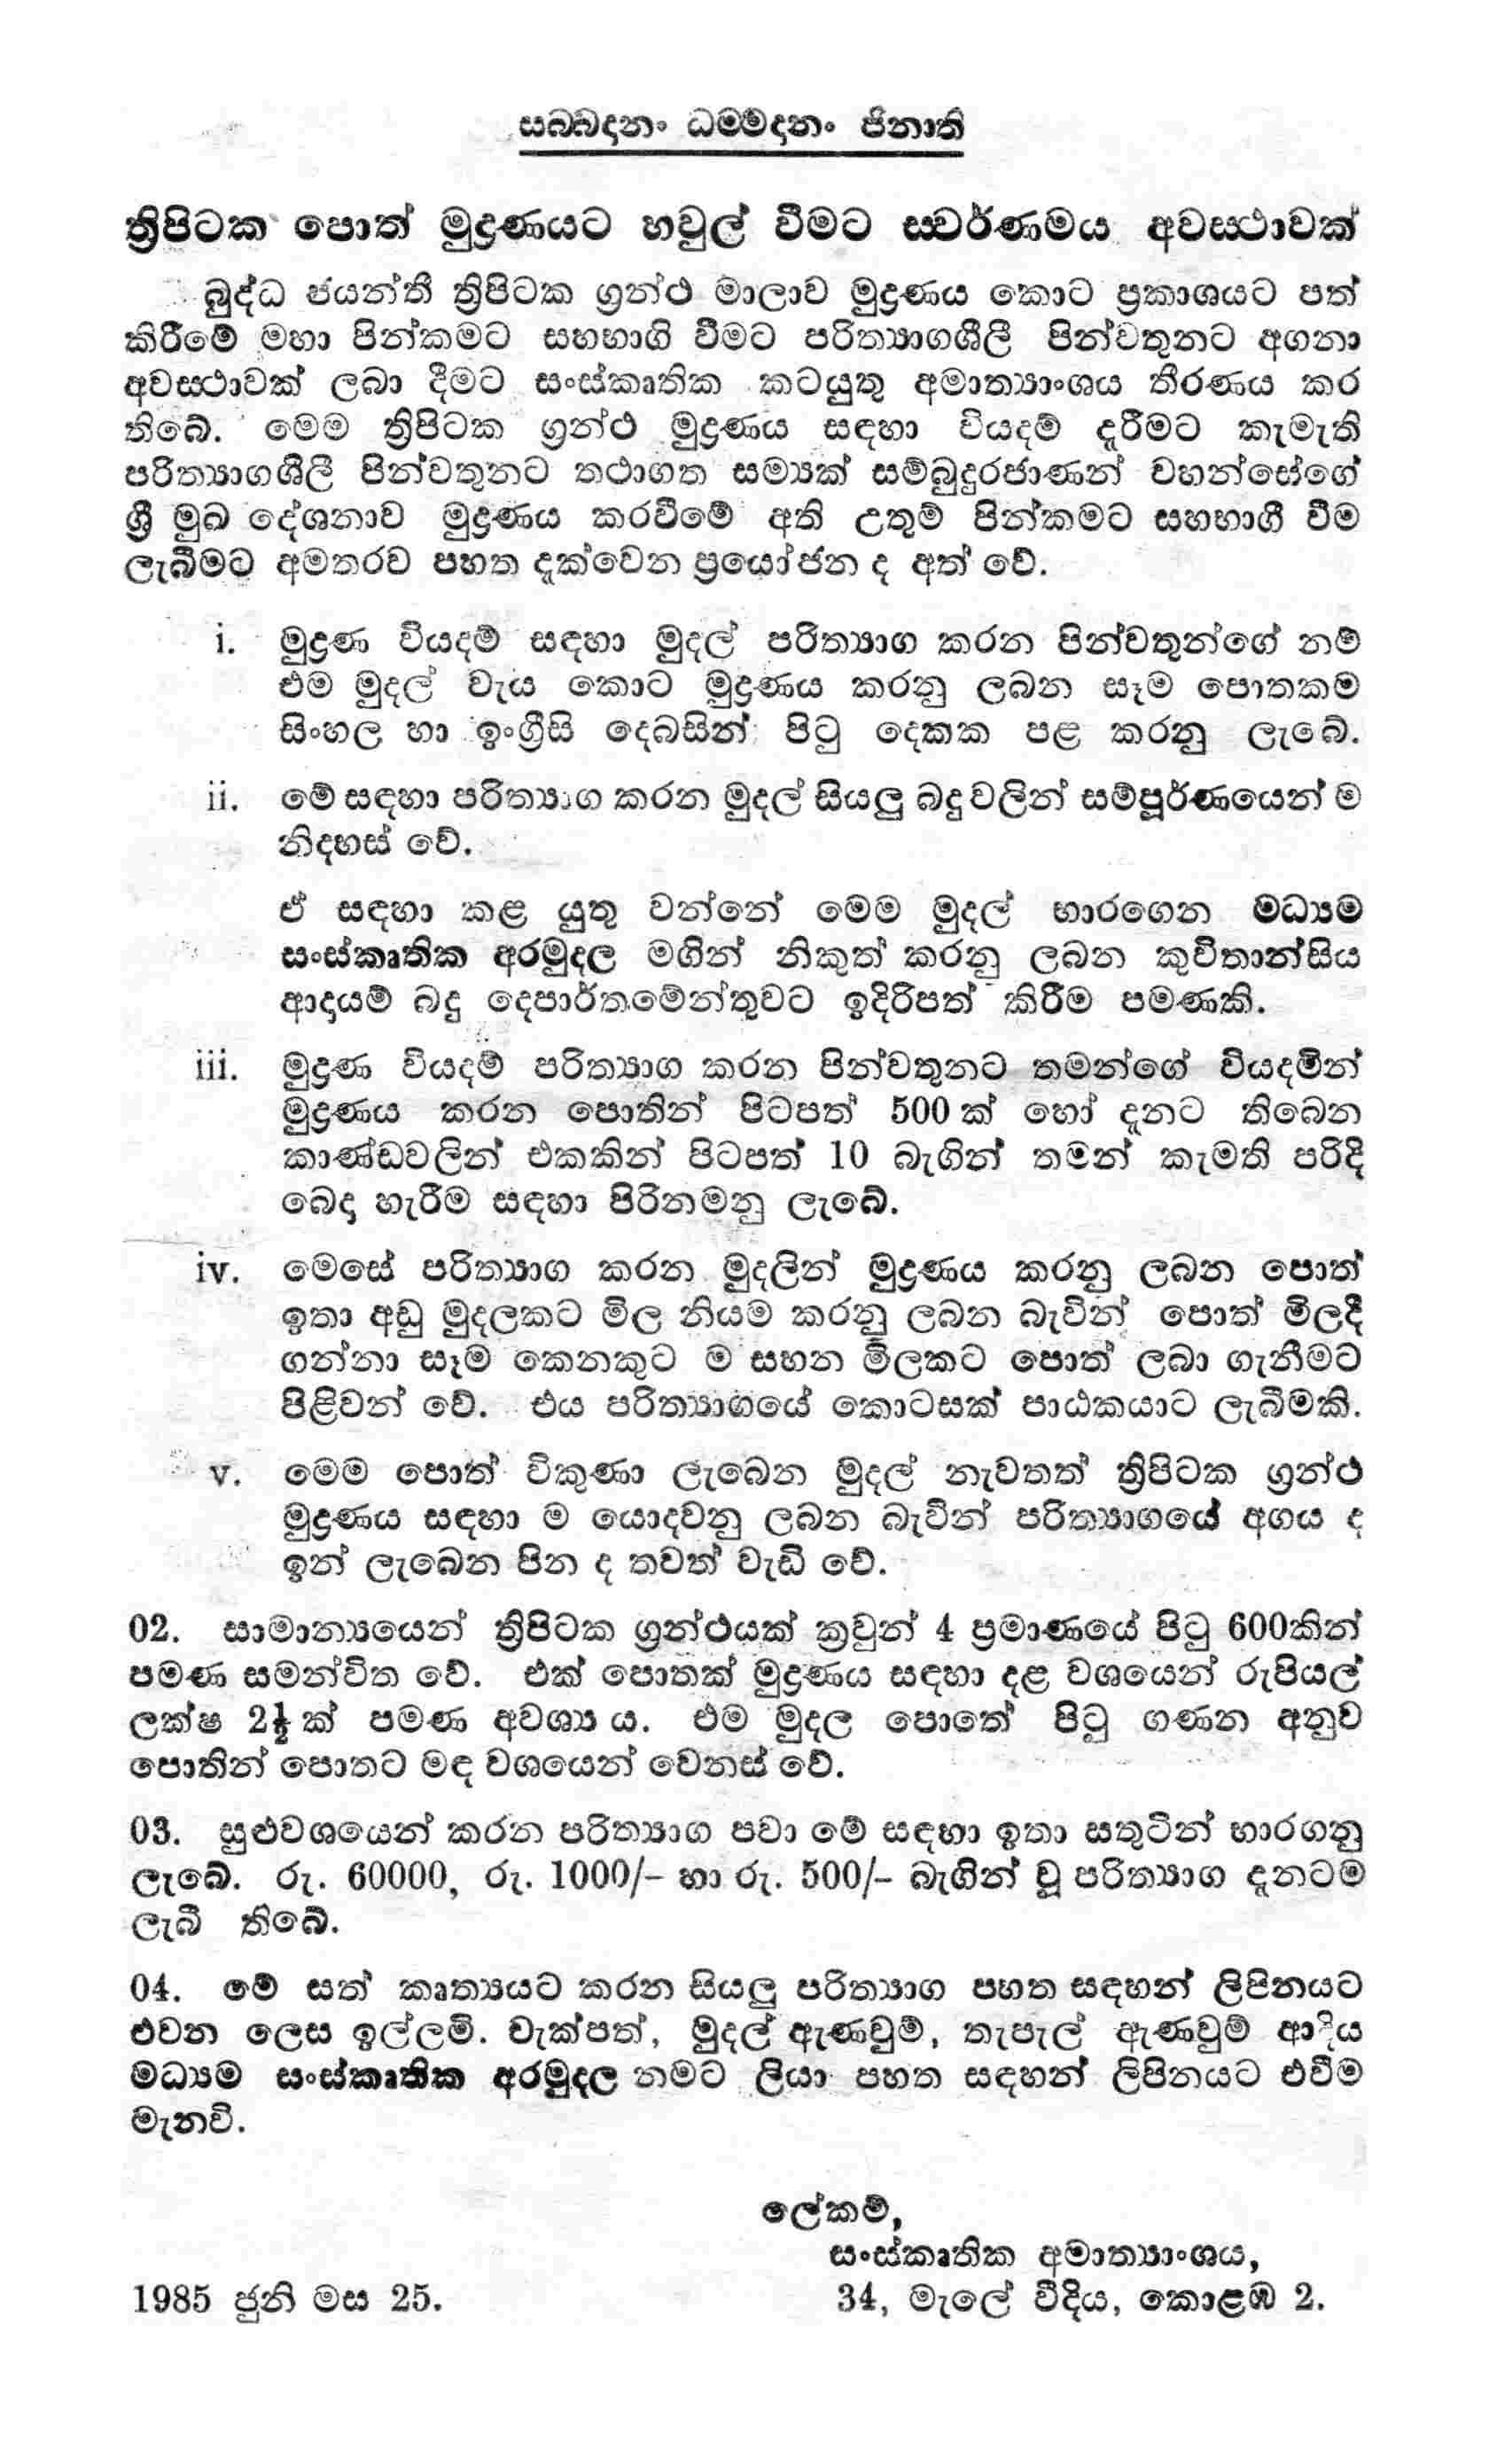 සබ්බදානං ධම්මදානං ජිනාති
ත්‍රිපිටක පොත් මුද්‍රණයට හවුල් වීමට ස්වර්ණමය අවස්ථාවක්
බුද්ධ ජයන්තී ත්‍රිපිටක ග්‍රන්ථ මාලාව මුද්‍රණය කොට ප්‍රකාශයට පත්
කිරීමේ මහා පින්කමට සහභාගි වීමට පරිත්‍යාගශීලී පින්වතුනට අගනා
අවස්ථාවක් ලබා දීමට සංස්කෘතික කටයුතු අමාත්‍යාංශය තීරණය කර
තිබේ. මෙම ත්‍රිපිටක ග්‍රන්ථ මුද්‍රණය සඳහා වියදම් දැරීමට කැමැති
පරිත්‍යාගශීලී පින්වතුනට තථාගත සම්‍යක් සම්බුදුරජාණන් වහන්සේගේ
ශ්‍රී මුඛ දේශනාව මුද්‍රණය කරවීමේ අති උතුම් පින්කමට සහභාගී වීම
ලැබීමට අමතරව පහත දැක්වෙන ප්‍රයෝජන ද අත් වේ.
i. මුද්‍රණ වියදම් සඳහා මුදල් පරිත්‍යාග කරන පින්වතුන්ගේ නම්
එම මුදල් වැය කොට මුද්‍රණය කරනු ලබන සෑම පොතකම
සිංහල හා ඉංග්‍රීසි දෙබසින් පිටු දෙකක පළ කරනු ලැබේ.
ii. මේ සඳහා පරිත්‍යාග කරන මුදල් සියලු බදුවලින් සම්පූර්ණයෙන් ම
නිදහස් වේ.
ඒ සඳහා කළ යුතු වන්නේ මෙම මුදල් භාරගෙන මධ්‍යම
සංස්කෘතික අරමුදල මගින් නිකුත් කරනු ලබන කුවිතාන්සිය
ආදායම් බදු දෙපාර්තමේන්තුවට ඉදිරිපත් කිරීම පමණකි.
iii. මුද්‍රණ වියදම් පරිත්‍යාග කරන පින්වතුනට තමන්ගේ වියදමින්
මුද්‍රණය කරන පොතින් පිටපත් 500 ක් හෝ දැනට තිබෙන
කාණ්ඩවලින් එකකින් පිටපත් 10 බැගින් තමන් කැමති පරිදි
බෙදා හැරීම සඳහා පිරිනමනු ලැබේ.
iv. මෙසේ පරිත්‍යාග කරන මුදලින් මුද්‍රණය කරනු ලබන පොත්
ඉතා අඩු මුදලකට මිල නියම කරනු ලබන බැවින් පොත් මිලදී
ගන්නා සෑම කෙනකුට ම සහන මිලකට පොත් ලබා ගැනීමට
පිළිවන් වේ. එය පරිත්‍යාගයේ කොටසක් පාඨකයාට ලැබීමකි.
v. මෙම පොත් විකුණා ලැබෙන මුදල් නැවතත් ත්‍රිපිටක ග්‍රන්ථ
මුද්‍රණය සඳහා ම යොදවනු ලබන බැවින් පරිත්‍යාගයේ අගය ද
ඉන් ලැබෙන පින ද තවත් වැඩි වේ.
02. සාමාන්‍යයෙන් ත්‍රිපිටක ග්‍රන්ථයක් ක්‍රවුන් 4 ප්‍රමාණයේ පිටු 600කින්
පමණ සමන්විත වේ. එක් පොතක් මුද්‍රණය සඳහා දළ වශයෙන් රුපියල්
ලක්ෂ 2½ ක් පමණ අවශ්‍ය ය. එම මුදල පොතේ පිටු ගණන අනුව
පොතින් පොතට මඳ වශයෙන් වෙනස් වේ.
03. සුළුවශයෙන් කරන පරිත්‍යාග පවා මේ සඳහා ඉතා සතුටින් භාරගනු
ලැබේ. රු. 60000, රු. 1000/- හා රු. 500/- බැගින් වූ පරිත්‍යාග දැනටම
ලැබී තිබේ.
04. මේ සත් කෘත්‍යයට කරන සියලු පරිත්‍යාග පහත සඳහන් ලිපිනයට
එවන ලෙස ඉල්ලමි. චැක්පත්, මුදල් ඇණවුම්, තැපැල් ඇණවුම් ආදිය
මධ්‍යම සංස්කෘතික අරමුදල නමට ලියා පහත සඳහන් ලිපිනයට එවීම
මැනවි.
ලේකම්,
සංස්කෘතික අමාත්‍යාංශය,
1985 ජුනි මස 25. 34, මැලේ වීදිය, කොළඹ 2.